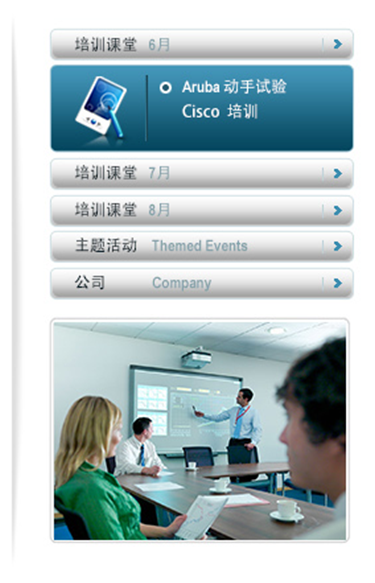 培训课堂 6月
Aruba 动手试验
Cisco 培训
培训课堂 7月
培训课堂 8月
主题活动 Themed Events
公司 Company